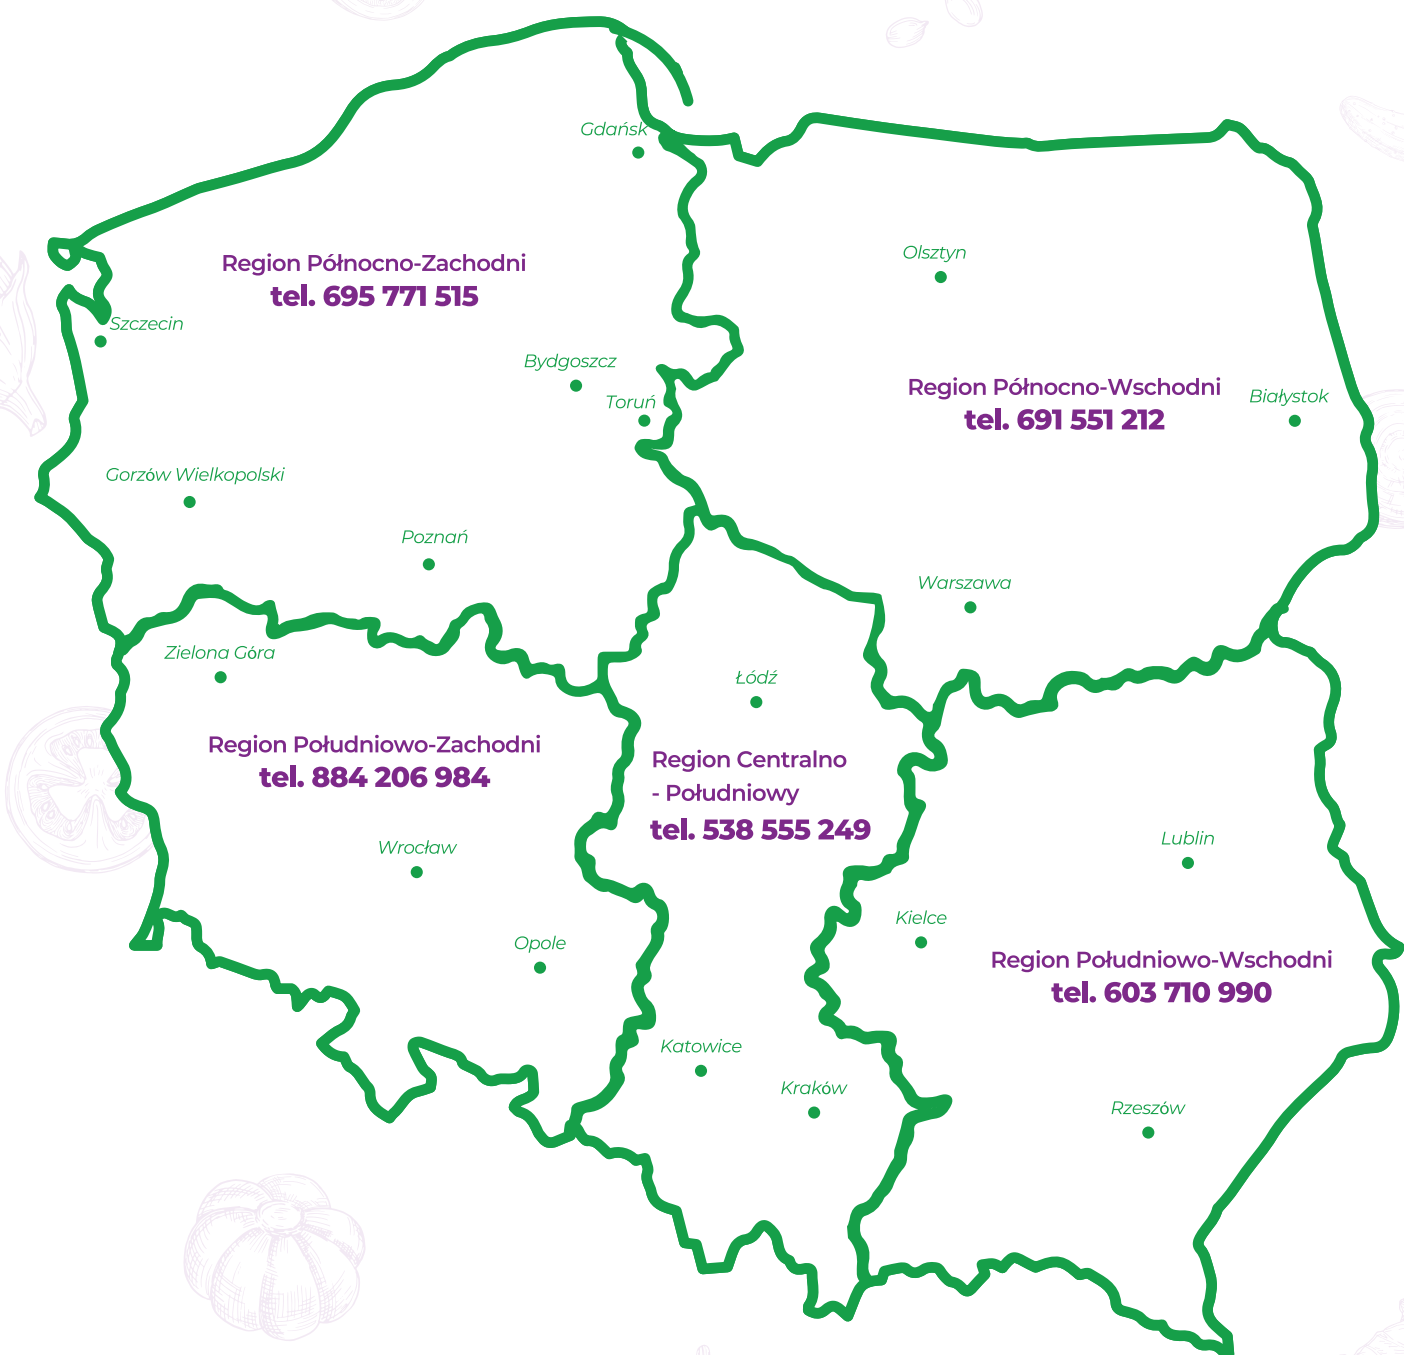 Gdańsk
Region Północno-Zachodni
tel. 695 771 515
Olsztyn
Szczecin
Bydgoszcz
Toruń
Region Północno-Wschodni
tel. 691 551 212
Białystok
Gorzów Wielkopolski
Poznań
Warszawa
Zielona Góra
Łódź
Region Południowo-Zachodni
tel. 884 206 984
Region Centralno
- Południowy
tel. 538 555 249
Wrocław
Lublin
Kielce
Opole
Region Południowo-Wschodni
tel. 603 710 990
Katowice
Kraków
Rzeszów